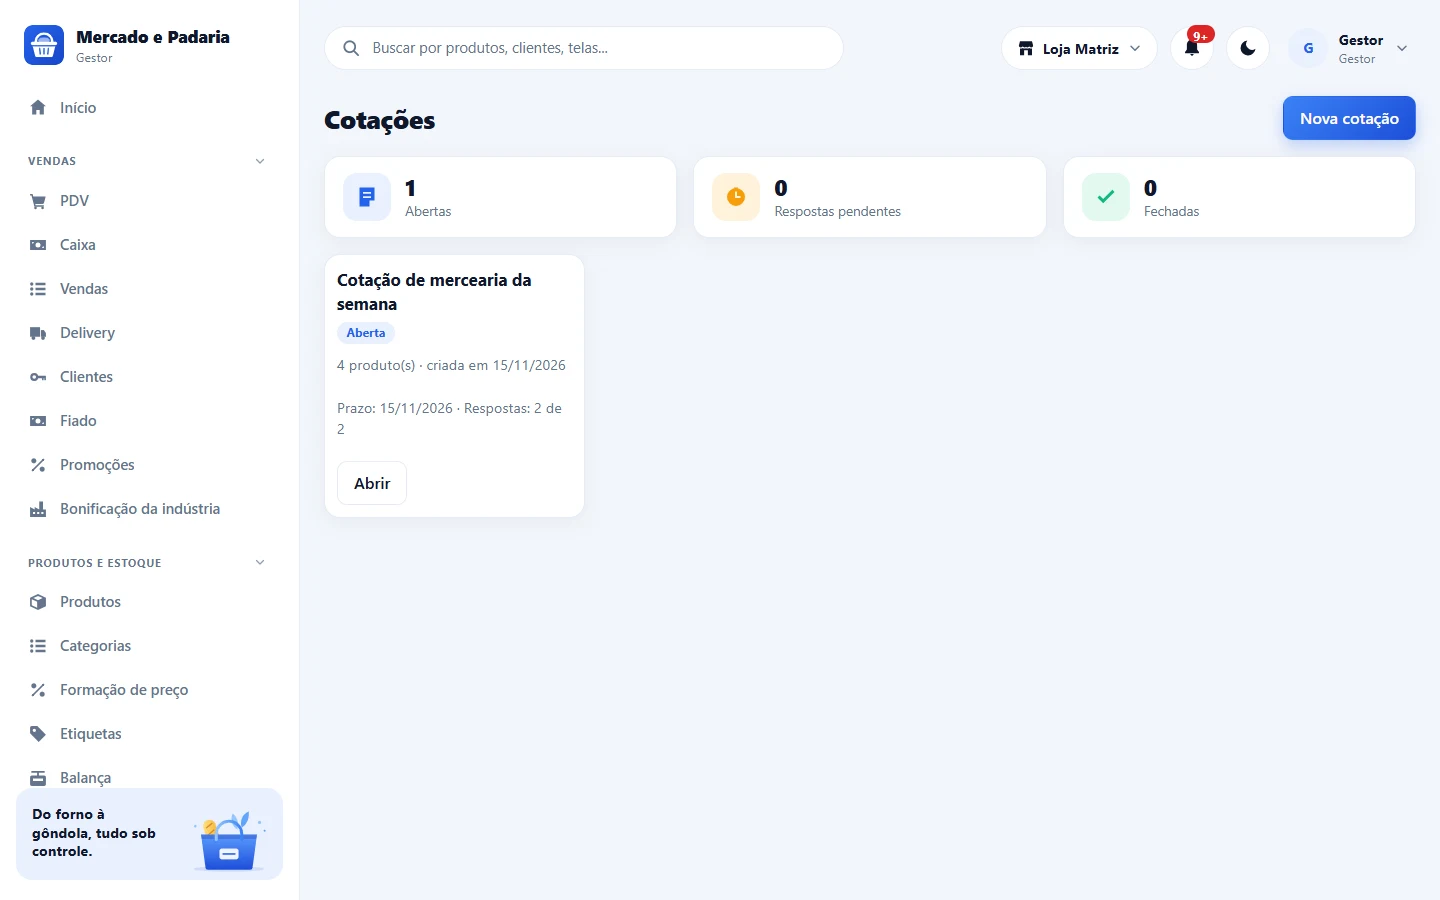 Mercado e Padaria
Gestor
Início
VENDAS
PDV
Caixa
Vendas
Delivery
Clientes
Fiado
Promoções
Bonificação da indústria
PRODUTOS E ESTOQUE
Produtos
Categorias
Formação de preço
Etiquetas
Balança
Do forno à
gôndola, tudo sob
controle.
Buscar por produtos, clientes, telas...
Loja Matriz
9+
G
Gestor
Gestor
Cotações
Nova cotação
1
Abertas
0
Respostas pendentes
0
Fechadas
Cotação de mercearia da
semana
Aberta
4 produto(s) · criada em 15/11/2026
Prazo: 15/11/2026 · Respostas: 2 de
2
Abrir